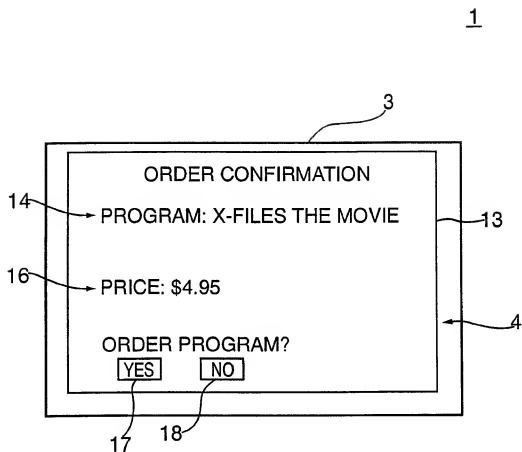 1
3
ORDER CONFIRMATION
14 PROGRAM: X-FILES THE MOVIE 13
16 PRICE: $4.95
4
ORDER PROGRAM?
YES NO
17 18